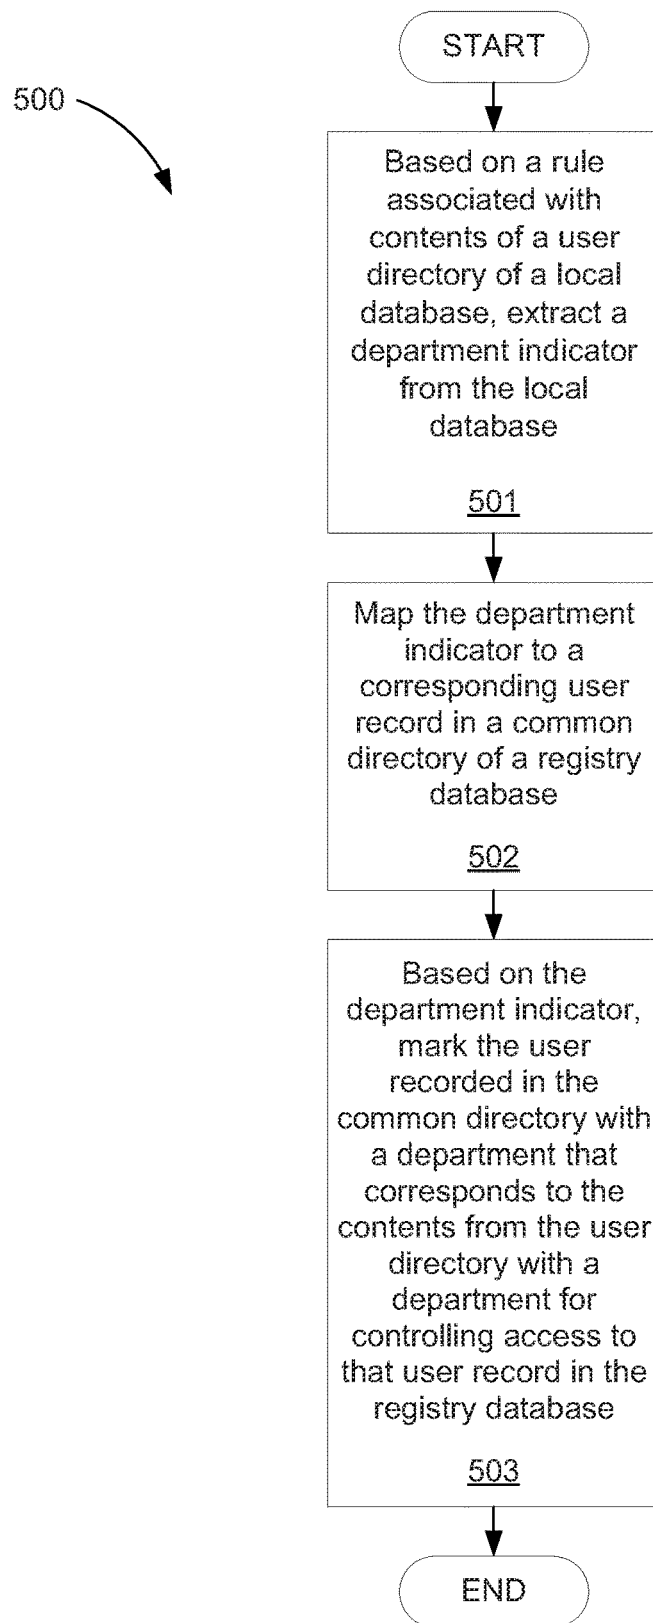 START
500
Based on a rule
associated with
contents of a user
directory of a local
database, extract a
department indicator
from the local
database
501
Map the department
indicator to a
corresponding user
record in a common
directory of a registry
database
502
Based on the
department indicator,
mark the user
recorded in the
common directory with
a department that
corresponds to the
contents from the user
directory with a
department for
controlling access to
that user record in the
registry database
503
END